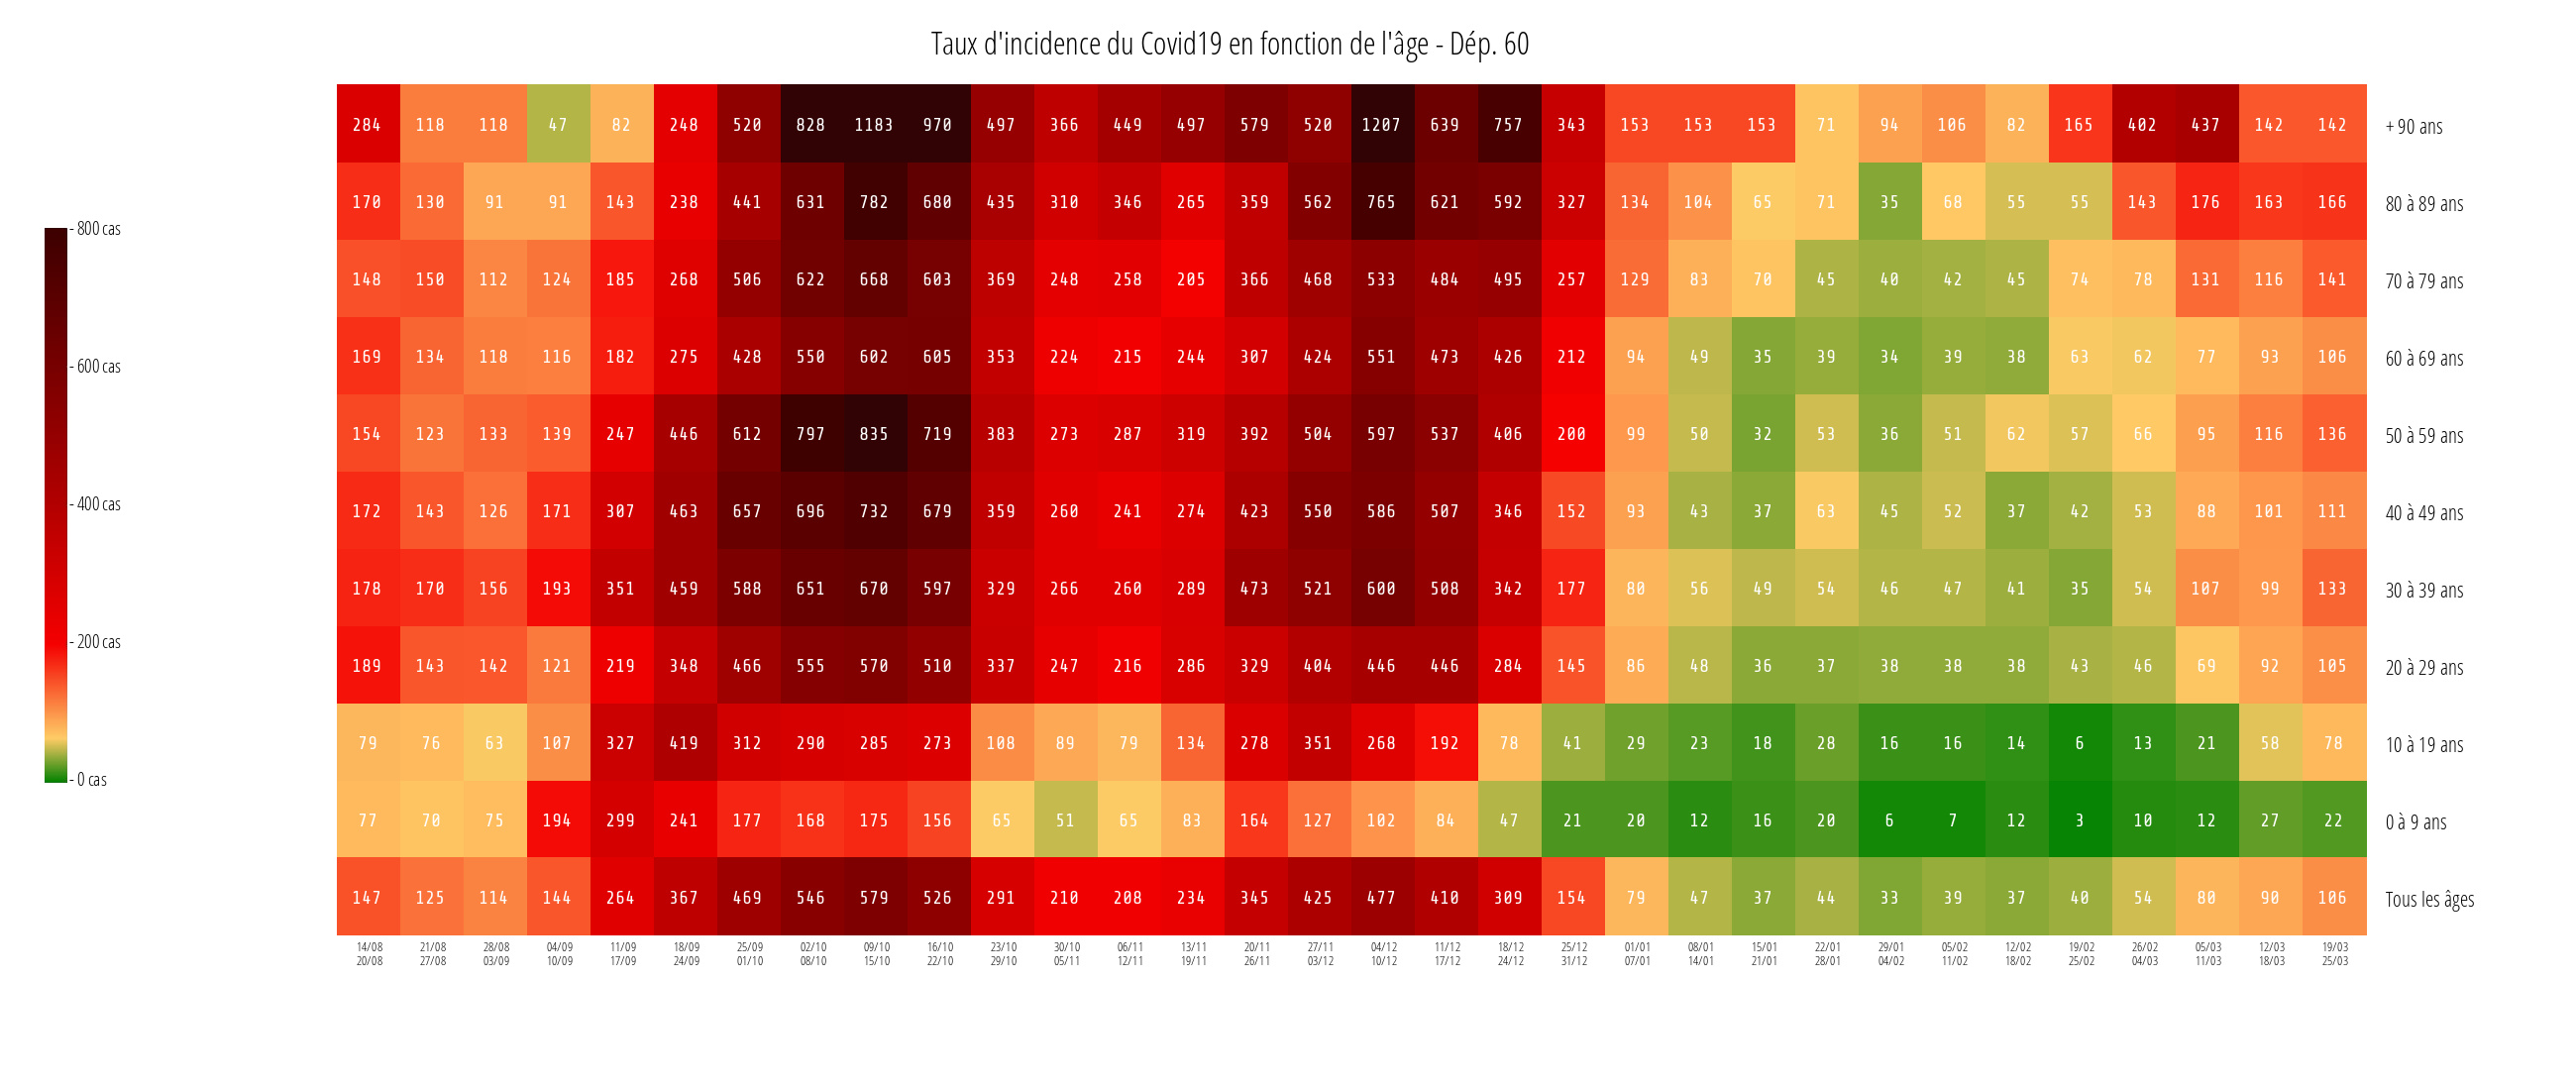 Taux d'incidence du Covid19 en fonction de l'âge - Dép. 60
- 800 cas
- 600 cas
- 400 cas
- 200 cas
- 0 cas
284 118 118 47 82 248 520 828 1183 970 497 366 449 497 579 520 1207 639 757 343 153 153 153 71 94 106 82 165 402 437 142 142 + 90 ans
170 130 91 91 143 238 441 631 782 680 435 310 346 265 359 562 765 621 592 327 134 104 65 71 35 68 55 55 143 176 163 166 80 à 89 ans
148 150 112 124 185 268 506 622 668 603 369 248 258 205 366 468 533 484 495 257 129 83 70 45 40 42 45 74 78 131 116 141 70 à 79 ans
169 134 118 116 182 275 428 550 602 605 353 224 215 244 307 424 551 473 426 212 94 49 35 39 34 39 38 63 62 77 93 106 60 à 69 ans
154 123 133 139 247 446 612 797 835 719 383 273 287 319 392 504 597 537 406 200 99 50 32 53 36 51 62 57 66 95 116 136 50 à 59 ans
172 143 126 171 307 463 657 696 732 679 359 260 241 274 423 550 586 507 346 152 93 43 37 63 45 52 37 42 53 88 101 111 40 à 49 ans
178 170 156 193 351 459 588 651 670 597 329 266 260 289 473 521 600 508 342 177 80 56 49 54 46 47 41 35 54 107 99 133 30 à 39 ans
189 143 142 121 219 348 466 555 570 510 337 247 216 286 329 404 446 446 284 145 86 48 36 37 38 38 38 43 46 69 92 105 20 à 29 ans
79 76 63 107 327 419 312 290 285 273 108 89 79 134 278 351 268 192 78 41 29 23 18 28 16 16 14 6 13 21 58 78 10 à 19 ans
77 70 75 194 299 241 177 168 175 156 65 51 65 83 164 127 102 84 47 21 20 12 16 20 6 7 12 3 10 12 27 22 0 à 9 ans
147 125 114 144 264 367 469 546 579 526 291 210 208 234 345 425 477 410 309 154 79 47 37 44 33 39 37 40 54 80 90 106 Tous les âges
14/08 21/08 28/08 04/09 11/09 18/09 25/09 02/10 09/10 16/10 23/10 30/10 06/11 13/11 20/11 27/11 04/12 11/12 18/12 25/12 01/01 08/01 15/01 22/01 29/01 05/02 12/02 19/02 26/02 05/03 12/03 19/03
20/08 27/08 03/09 10/09 17/09 24/09 01/10 08/10 15/10 22/10 29/10 05/11 12/11 19/11 26/11 03/12 10/12 17/12 24/12 31/12 07/01 14/01 21/01 28/01 04/02 11/02 18/02 25/02 04/03 11/03 18/03 25/03